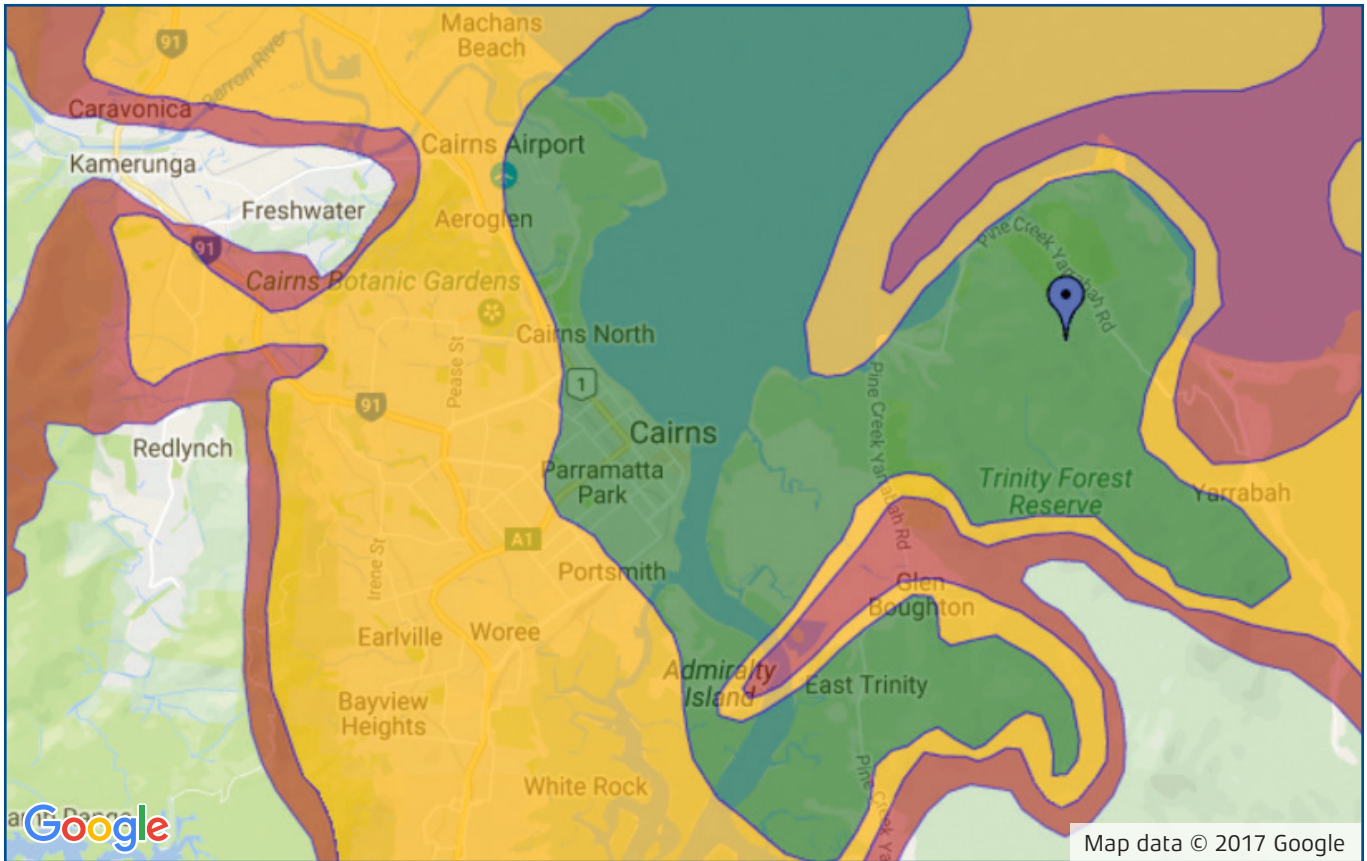 Machans
Beach
91
Barron River
Caravonica
Cairns Airport
Kamerunga
Freshwater
Aeroglen
Pine Creek Yarrabah Rd
91
Cairns Botanic Gardens
Cairns North
Pease St
1
Pine Creek Yarrabah Rd
91
Cairns
Redlynch
Parramatta
Park
Trinity Forest
Reserve
Yarrabah
A1
Irene St
Portsmith
Glen
Boughton
Earlville
Woree
Admiralty
Island
East Trinity
Bayview
Heights
White Rock
Pine Creek Ya
Google
Map data © 2017 Google